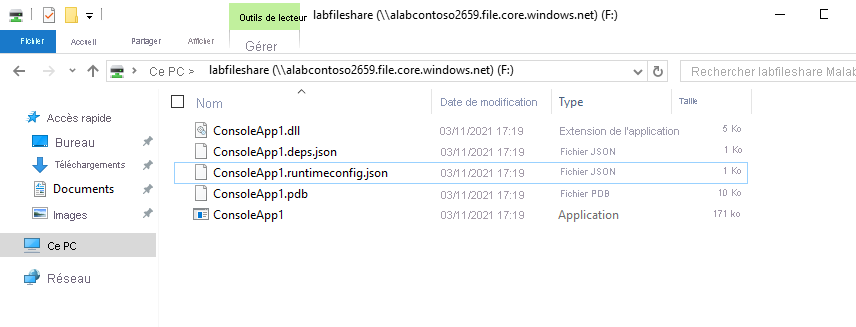 Outils de lecteur labfileshare (\\alabcontoso2659.file.core.windows.net) (F:)
Fichier Accueil Partager Afficher Gérer
Ce PC > labfileshare (\\alabcontoso2659.file.core.windows.net) (F:) Rechercher labfileshare Malab
Nom Date de modification Type Taille
Accès rapide
Bureau
Téléchargements
Documents
Images
Ce PC
Réseau
ConsoleApp1.dll 03/11/2021 17:19 Extension de l'application 5 Ko
ConsoleApp1.deps.json 03/11/2021 17:19 Fichier JSON 1 Ko
ConsoleApp1.runtimeconfig.json 03/11/2021 17:19 Fichier JSON 1 Ko
ConsoleApp1.pdb 03/11/2021 17:19 Fichier PDB 10 Ko
ConsoleApp1 03/11/2021 17:19 Application 171 ko